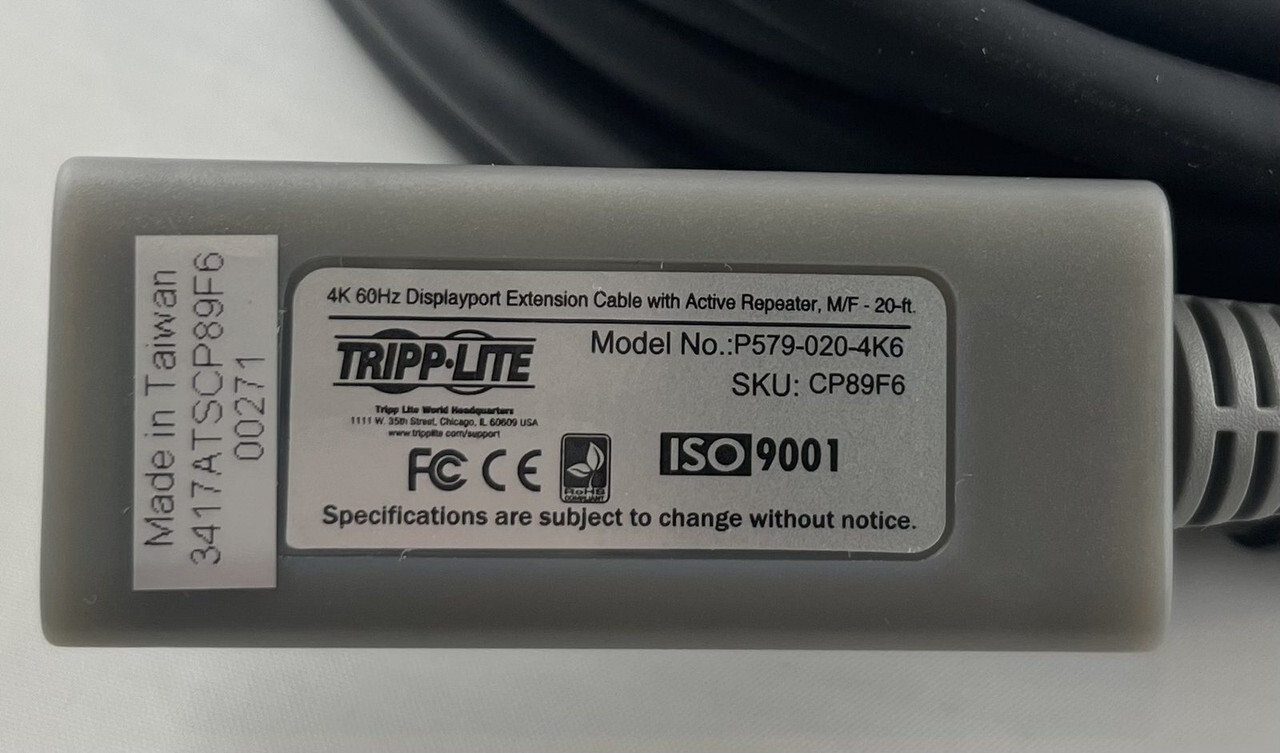 Made in Taiwan
3417ATSCP89F6
00271
4K 60Hz Displayport Extension Cable with Active Repeater, M/F - 20-ft.
TRIPP·LITE
Tripp Lite World Headquarters
1111 W. 35th Street, Chicago, IL 60609 USA
www.tripplite.com/support
Model No.:P579-020-4K6
SKU: CP89F6
FC CE
RoHS
COMPLIANT
ISO 9001
Specifications are subject to change without notice.